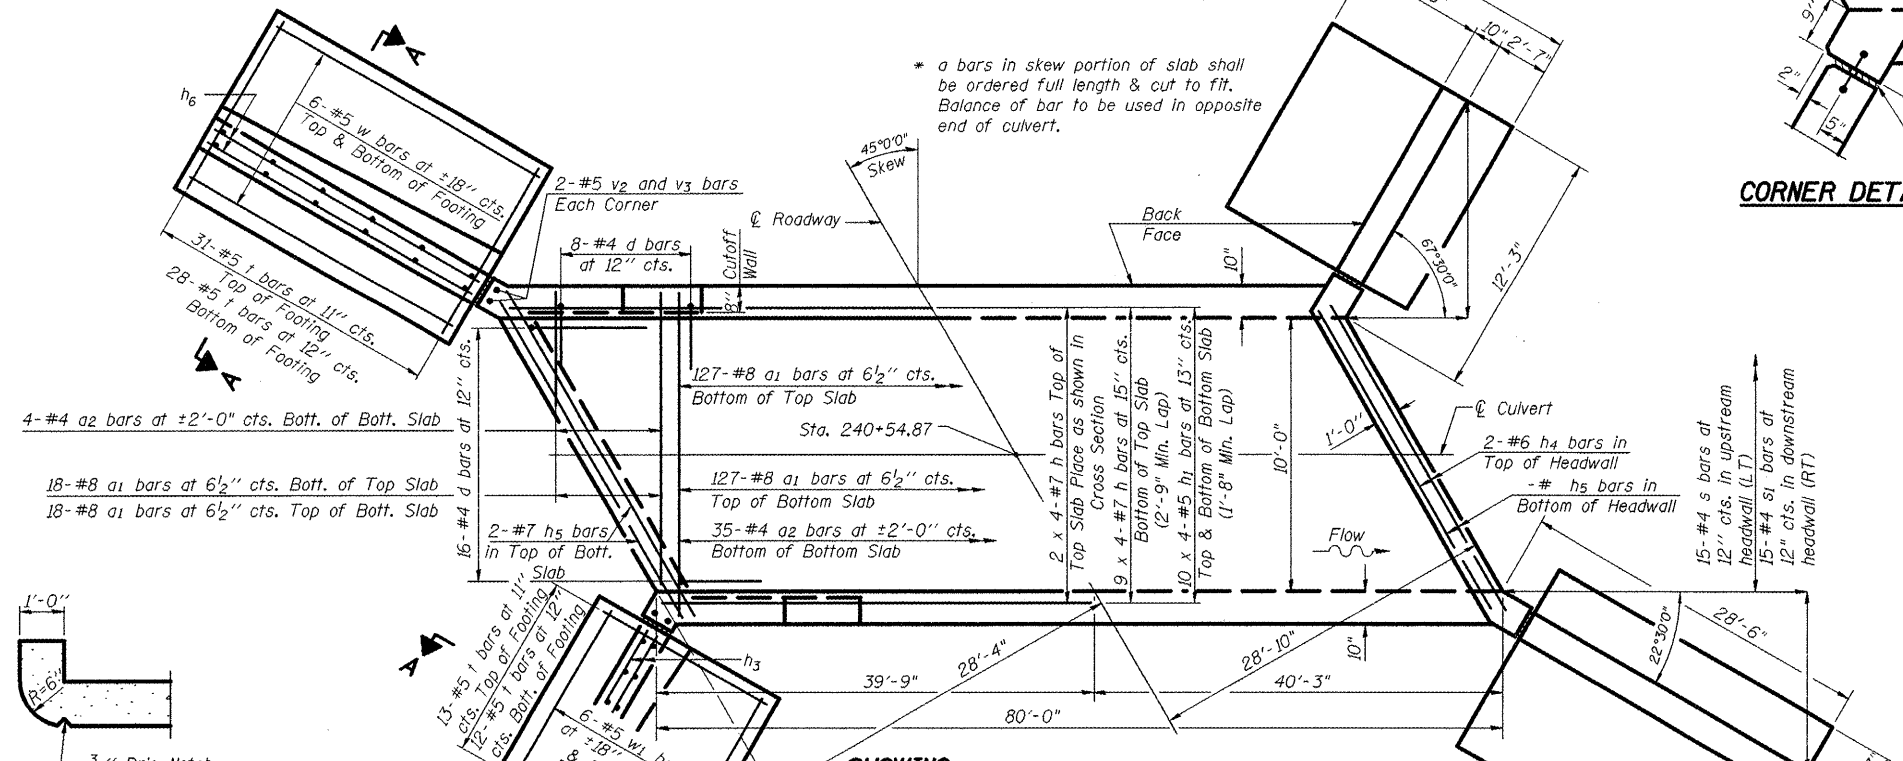 * a bars in skew portion of slab shall
be ordered full length & cut to fit.
Balance of bar to be used in opposite
end of culvert.
10"
2'-7"
9"
2"
5"
CORNER
A
h6
6-#5 w bars at ±18" cts.
Top & Bottom of Footing
45°0'0"
Skew
2-#5 v2 and v3 bars
Each Corner
℄ Roadway
Back
Face
8-#4 d bars
at 12" cts.
8" Cutoff
Wall
10"
67°30'0"
12'-3"
31-#5 t bars at 11" cts.
Top of Footing
28-#5 t bars at 12" cts.
Bottom of Footing
A
127-#8 a1 bars at 6½" cts.
Bottom of Top Slab
4-#4 a2 bars at ±2'-0" cts. Bott. of Bott. Slab
Sta. 240+54.87
℄ Culvert
1'-0"
2-#6 h4 bars in
Top of Headwall
-# h5 bars in
Bottom of Headwall
18-#8 a1 bars at 6½" cts. Bott. of Top Slab
18-#8 a1 bars at 6½" cts. Top of Bott. Slab
127-#8 a1 bars at 6½" cts.
Top of Bottom Slab
16-#4 d bars at 12" cts.
2-#7 h5 bars
in Top of Bott.
Slab
35-#4 a2 bars at ±2'-0" cts.
Bottom of Bottom Slab
2 x 4-#7 h bars Top of
Top Slab Place as shown in
Cross Section
9 x 4-#7 h bars at 15" cts.
Bottom of Top Slab
(2'-9" Min. Lap)
10 x 4-#5 h1 bars at 13" cts.
Top & Bottom of Bottom Slab
(1'-8" Min. Lap)
10'-0"
Flow
15-#4 s bars at
12" cts. in upstream
headwall (LT)
15-#4 s1 bars at
12" cts. in downstream
headwall (RT)
1'-0"
R=6"
A
13-#5 t bars at 11"
cts. Top of Footing
12-#5 t bars at 12"
cts. Bott. of Footing
h3
6-#5 w1
at ±18"
&
28'-4"
28'-10"
10"
22°30'0"
28'-6"
39'-9"
40'-3"
80'-0"